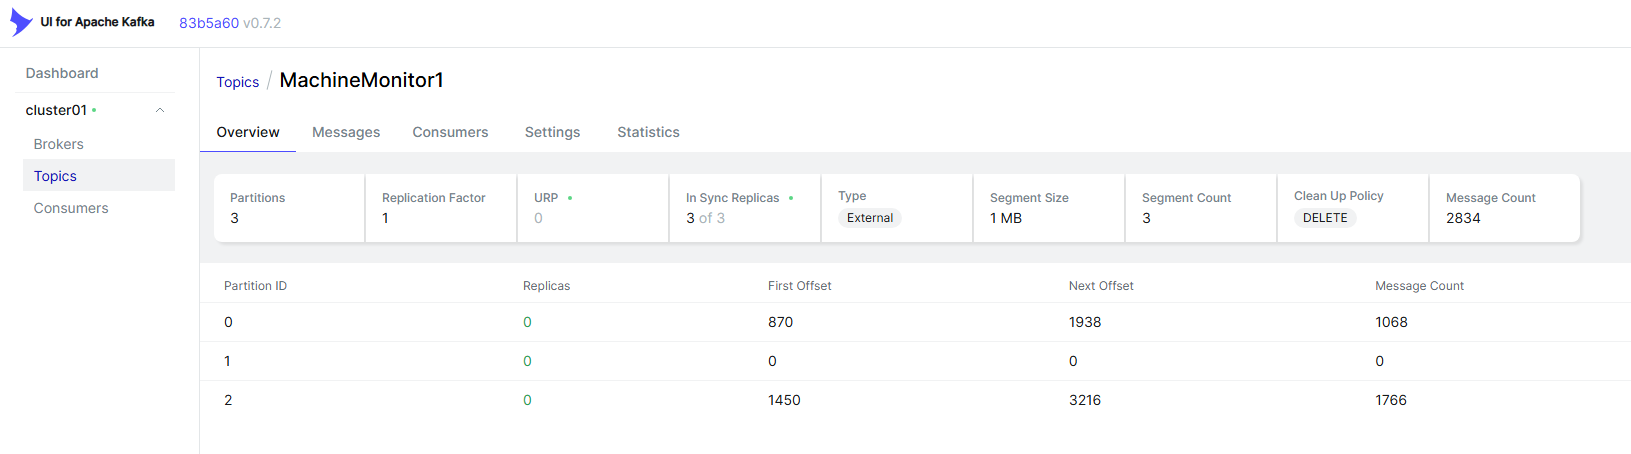 UI for Apache Kafka 83b5a60 v0.7.2
Dashboard
cluster01
Brokers
Topics
Consumers
Topics / MachineMonitor1
Overview Messages Consumers Settings Statistics
Partitions Replication Factor URP In Sync Replicas Type Segment Size Segment Count Clean Up Policy Message Count
3 1 0 3 of 3 External 1 MB 3 DELETE 2834
Partition ID Replicas First Offset Next Offset Message Count
0 0 870 1938 1068
1 0 0 0 0
2 0 1450 3216 1766